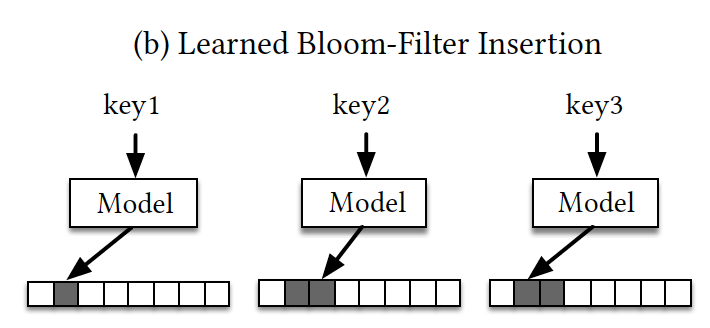 (b) Learned Bloom-Filter Insertion
key1
key2
key3
Model
Model
Model